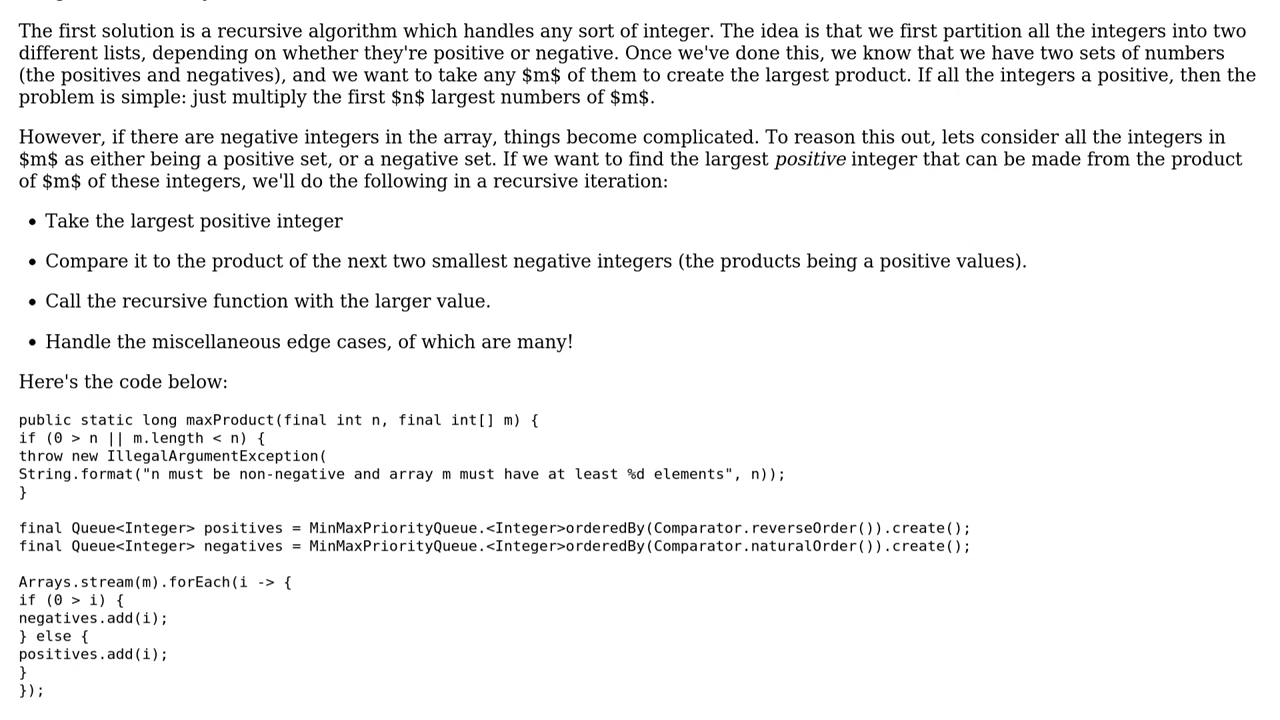 The first solution is a recursive algorithm which handles any sort of integer. The idea is that we first partition all the integers into two
different lists, depending on whether they're positive or negative. Once we've done this, we know that we have two sets of numbers
(the positives and negatives), and we want to take any $m$ of them to create the largest product. If all the integers a positive, then the
problem is simple: just multiply the first $n$ largest numbers of $m$.
However, if there are negative integers in the array, things become complicated. To reason this out, lets consider all the integers in
$m$ as either being a positive set, or a negative set. If we want to find the largest positive integer that can be made from the product
of $m$ of these integers, we'll do the following in a recursive iteration:
• Take the largest positive integer
• Compare it to the product of the next two smallest negative integers (the products being a positive values).
• Call the recursive function with the larger value.
• Handle the miscellaneous edge cases, of which are many!
Here's the code below:
public static long maxProduct(final int n, final int[] m) {
if (0 > n || m.length < n) {
throw new IllegalArgumentException(
String.format("n must be non-negative and array m must have at least %d elements", n));
}
final Queue<Integer> positives = MinMaxPriorityQueue.<Integer>orderedBy(Comparator.reverseOrder()).create();
final Queue<Integer> negatives = MinMaxPriorityQueue.<Integer>orderedBy(Comparator.naturalOrder()).create();
Arrays.stream(m).forEach(i -> {
if (0 > i) {
negatives.add(i);
} else {
positives.add(i);
}
});